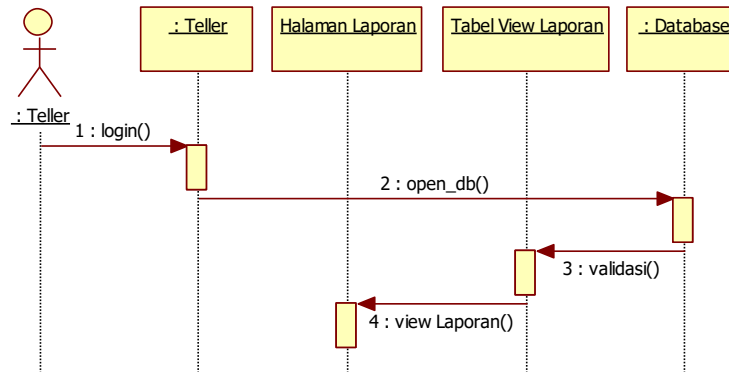 : Teller
Halaman Laporan
Tabel View Laporan
: Database
: Teller
1 : login()
2 : open_db()
3 : validasi()
4 : view Laporan()